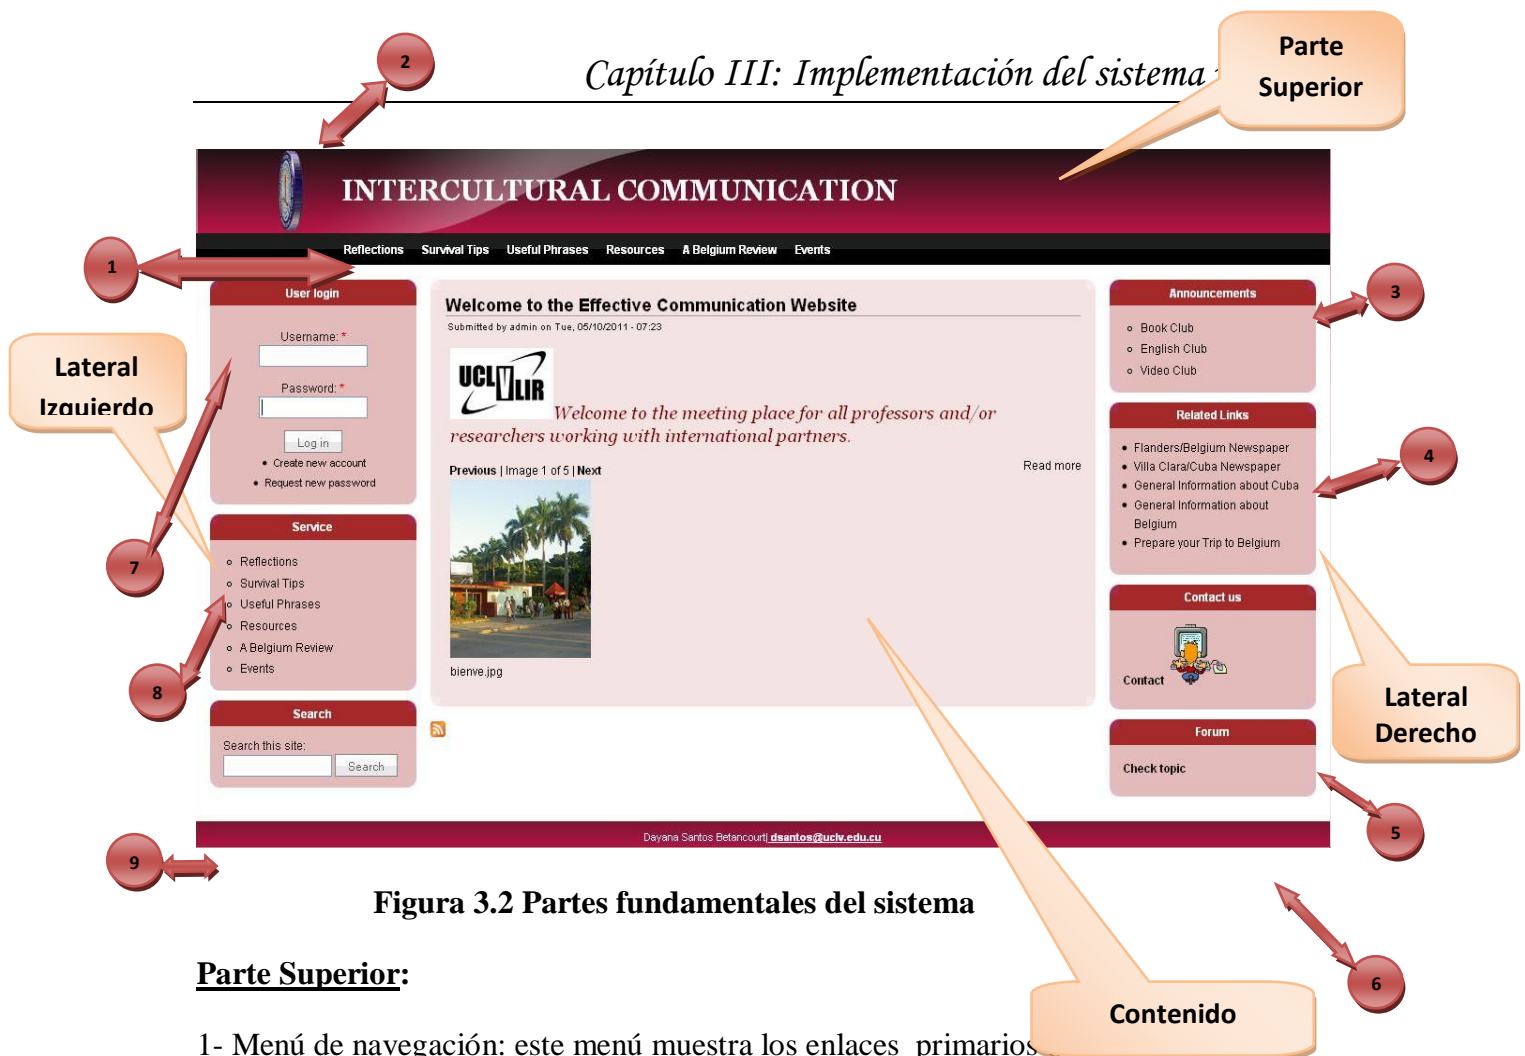 Capítulo III: Implementación del sistema
Parte
Superior
2
INTERCULTURAL COMMUNICATION
Reflections Survival Tips Useful Phrases Resources A Belgium Review Events
1
User login
Username: *
Password: *
Log in
Create new account
Request new password
Lateral
Izquierdo
7
Service
Reflections
Survival Tips
Useful Phrases
Resources
A Belgium Review
Events
8
Search
Search this site:
Search
9
Welcome to the Effective Communication Website
Submitted by admin on Tue, 05/10/2011 - 07:23
UCLV VLIR
Welcome to the meeting place for all professors and/or
researchers working with international partners.
Read more
Previous | Image 1 of 5 | Next
bienve.jpg
Announcements
Book Club
English Club
Video Club
3
Related Links
Flanders/Belgium Newspaper
Villa Clara/Cuba Newspaper
General Information about Cuba
General Information about
Belgium
Prepare your Trip to Belgium
4
Contact us
Contact
Lateral
Derecho
Forum
Check topic
5
Dayana Santos Betancourt| dsantos@uclv.edu.cu
6
Contenido
Figura 3.2 Partes fundamentales del sistema
Parte Superior:
1- Menú de navegación: este menú muestra los enlaces primarios